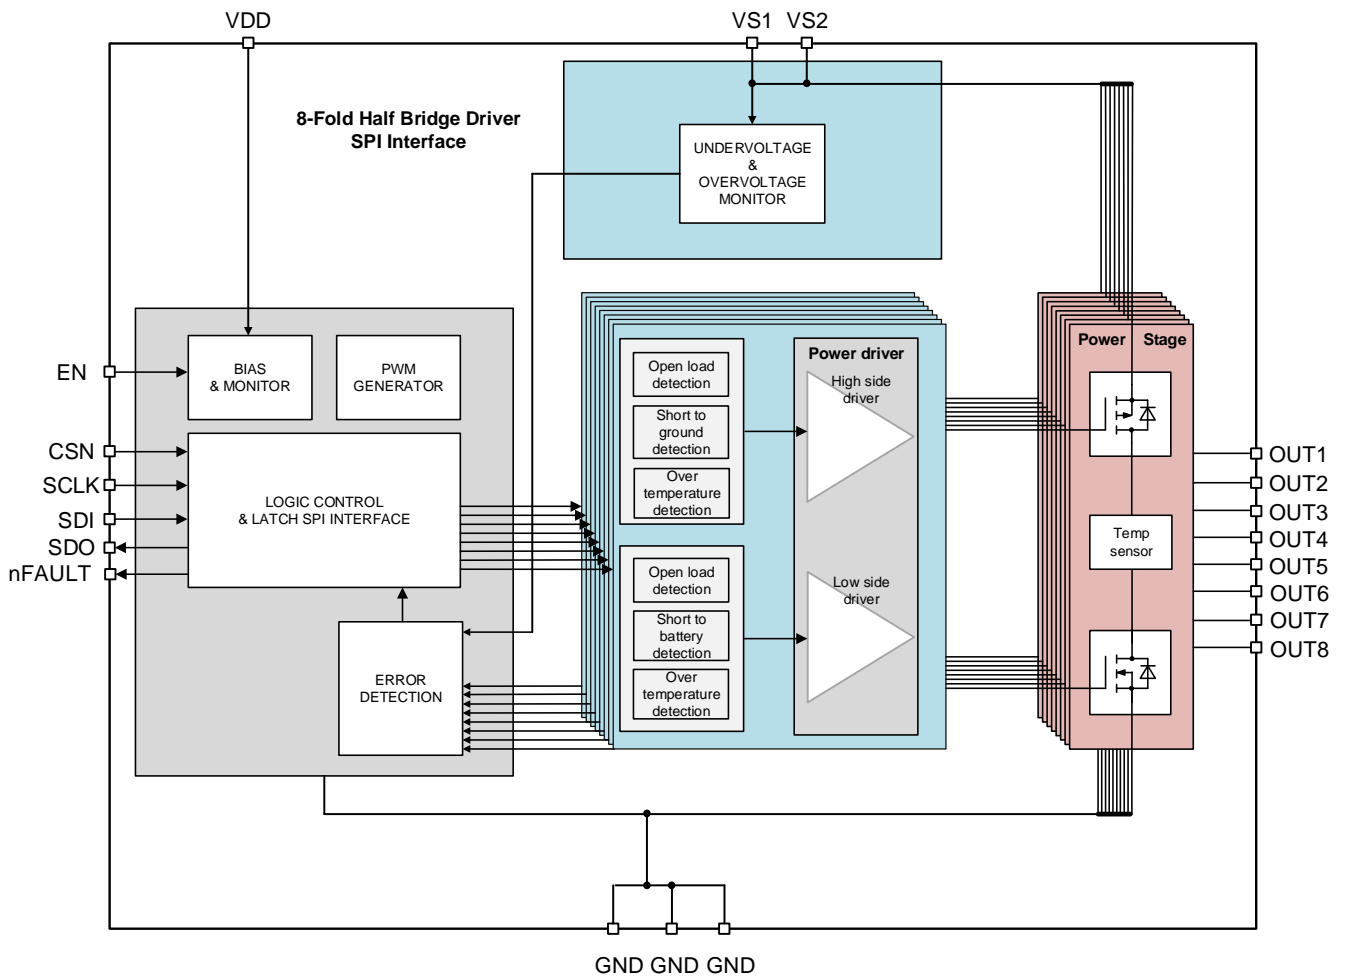 VDD
VS1 VS2
8-Fold Half Bridge Driver
SPI Interface
UNDERVOLTAGE
&
OVERVOLTAGE
MONITOR
EN
CSN
SCLK
SDI
SDO
nFAULT
BIAS
& MONITOR
PWM
GENERATOR
LOGIC CONTROL
& LATCH SPI INTERFACE
ERROR
DETECTION
Open load
detection
Short to
ground
detection
Over
temperature
detection
Open load
detection
Short to
battery
detection
Over
temperature
detection
Power driver
High side
driver
Low side
driver
Power Stage
Temp
sensor
OUT1
OUT2
OUT3
OUT4
OUT5
OUT6
OUT7
OUT8
GND GND GND